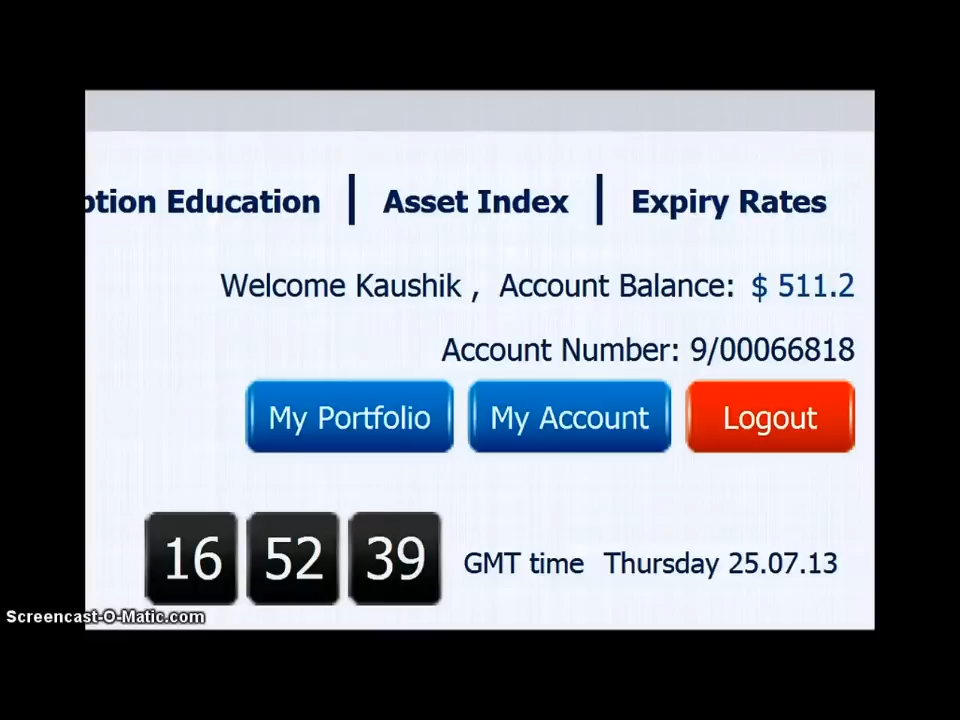 ption Education | Asset Index | Expiry Rates
Welcome Kaushik , Account Balance: $ 511.2
Account Number: 9/00066818
My Portfolio My Account Logout
16 52 39 GMT time Thursday 25.07.13
Screencast-O-Matic.com